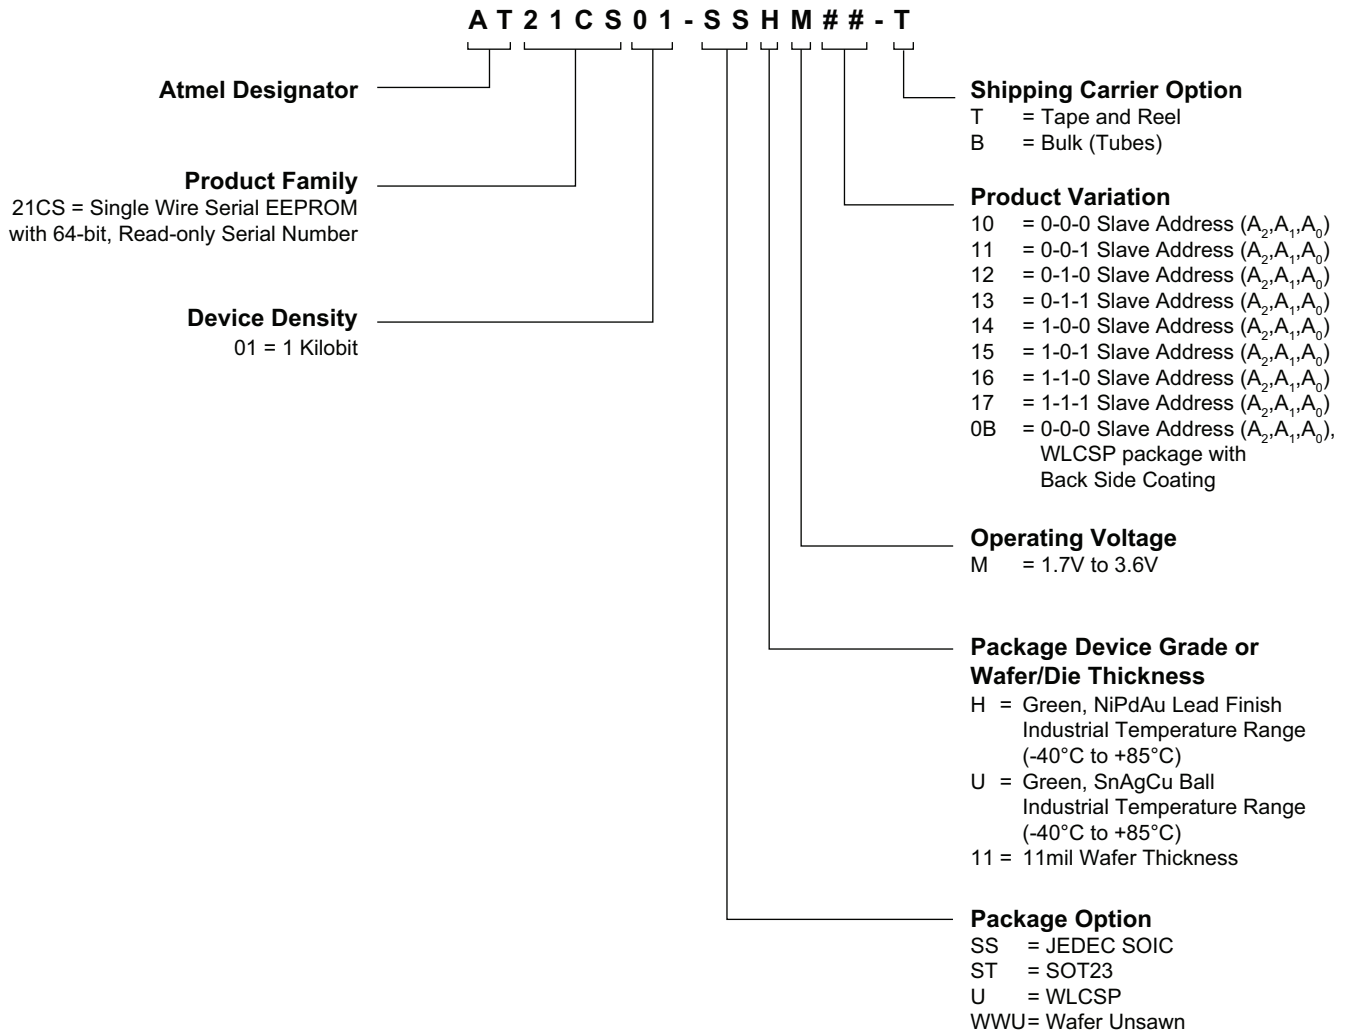 AT21CS01-SSHM##-T
Atmel Designator
Product Family
21CS = Single Wire Serial EEPROM
with 64-bit, Read-only Serial Number
Device Density
01 = 1 Kilobit
Shipping Carrier Option
T = Tape and Reel
B = Bulk (Tubes)
Product Variation
10 = 0-0-0 Slave Address (A2,A1,A0)
11 = 0-0-1 Slave Address (A2,A1,A0)
12 = 0-1-0 Slave Address (A2,A1,A0)
13 = 0-1-1 Slave Address (A2,A1,A0)
14 = 1-0-0 Slave Address (A2,A1,A0)
15 = 1-0-1 Slave Address (A2,A1,A0)
16 = 1-1-0 Slave Address (A2,A1,A0)
17 = 1-1-1 Slave Address (A2,A1,A0)
0B = 0-0-0 Slave Address (A2,A1,A0),
WLCSP package with
Back Side Coating
Operating Voltage
M = 1.7V to 3.6V
Package Device Grade or
Wafer/Die Thickness
H = Green, NiPdAu Lead Finish
Industrial Temperature Range
(-40°C to +85°C)
U = Green, SnAgCu Ball
Industrial Temperature Range
(-40°C to +85°C)
11 = 11mil Wafer Thickness
Package Option
SS = JEDEC SOIC
ST = SOT23
U = WLCSP
WWU= Wafer Unsawn